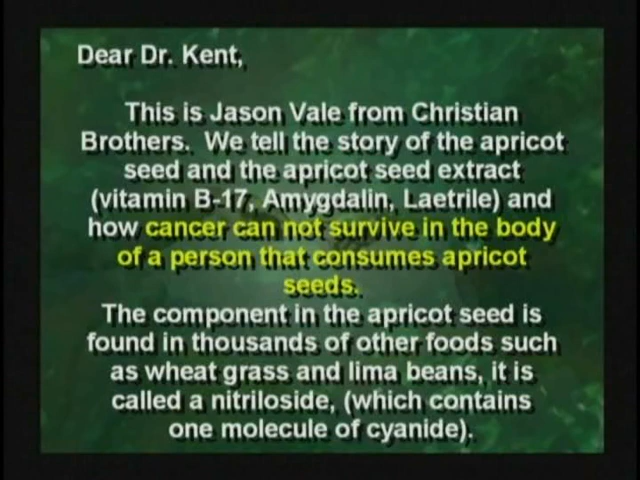 Dear Dr. Kent,
This is Jason Vale from Christian
Brothers. We tell the story of the apricot
seed and the apricot seed extract
(vitamin B-17, Amygdalin, Laetrile) and
how cancer can not survive in the body
of a person that consumes apricot
seeds.
The component in the apricot seed is
found in thousands of other foods such
as wheat grass and lima beans, it is
called a nitriloside, (which contains
one molecule of cyanide).